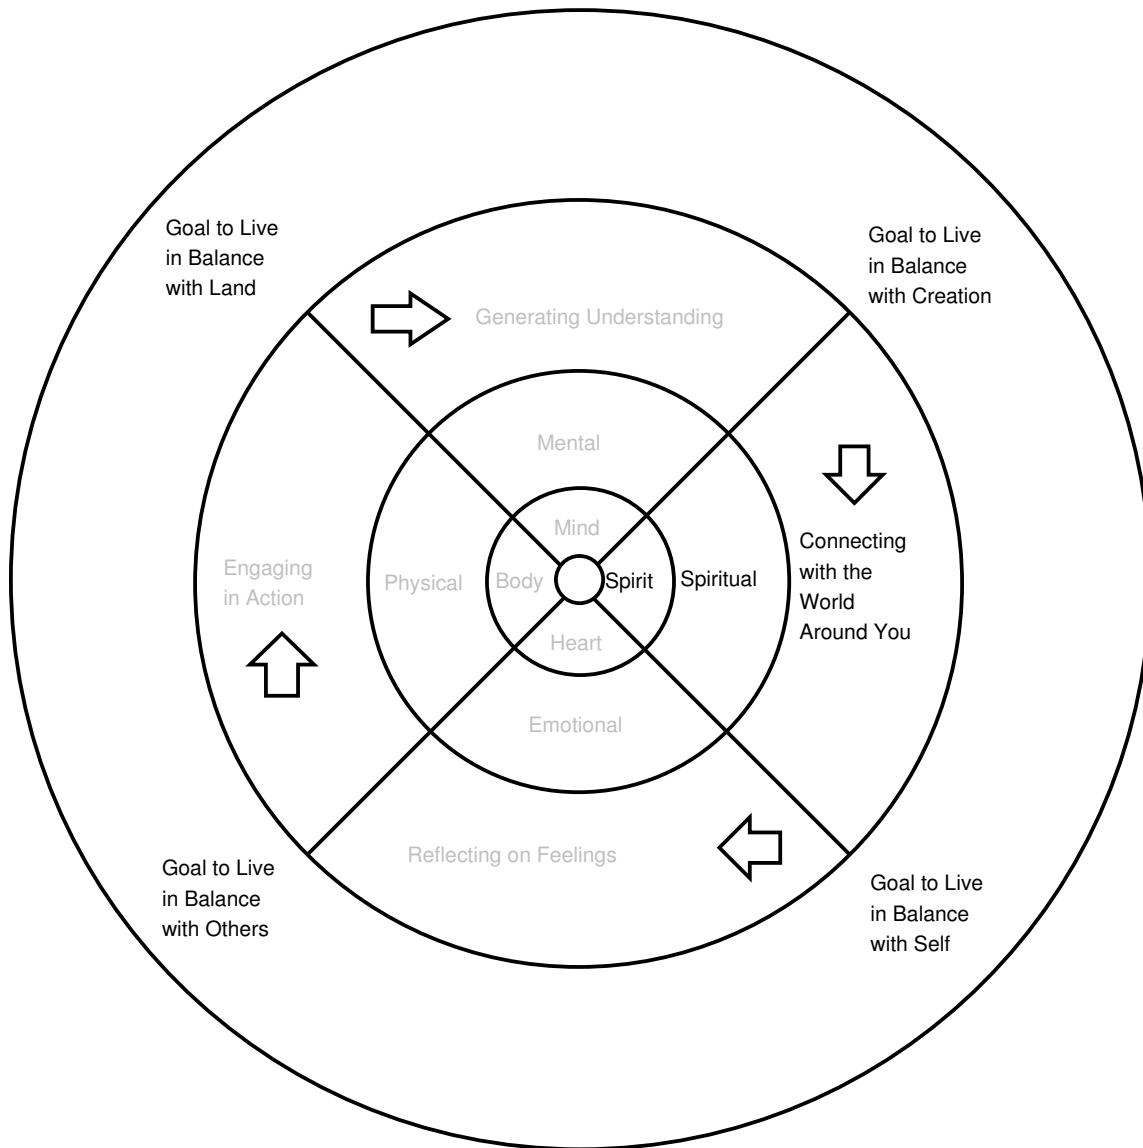 Goal to Live
in Balance
with Land
Goal to Live
in Balance
with Creation
Generating Understanding
Mental
Mind
Engaging
in Action
Physical
Body
Spirit
Spiritual
Connecting
with the
World
Around You
Heart
Emotional
Reflecting on Feelings
Goal to Live
in Balance
with Others
Goal to Live
in Balance
with Self